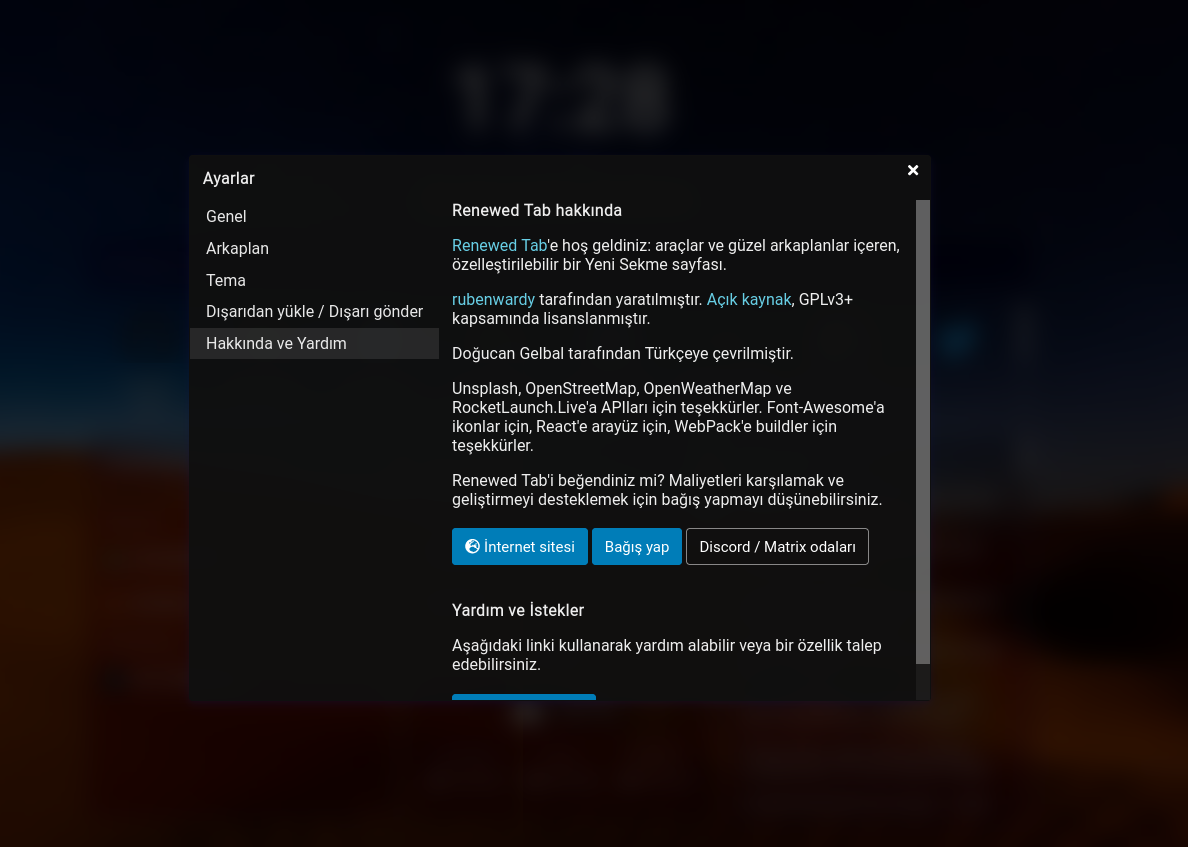 17:28
Ayarlar
Genel
Arkaplan
Tema
Dışarıdan yükle / Dışarı gönder
Hakkında ve Yardım
Renewed Tab hakkında
Renewed Tab'e hoş geldiniz: araçlar ve güzel arkaplanlar içeren,
özelleştirilebilir bir Yeni Sekme sayfası.
rubenwardy tarafından yaratılmıştır. Açık kaynak, GPLv3+
kapsamında lisanslanmıştır.
Doğucan Gelbal tarafından Türkçeye çevrilmiştir.
Unsplash, OpenStreetMap, OpenWeatherMap ve
RocketLaunch.Live'a APIları için teşekkürler. Font-Awesome'a
ikonlar için, React'e arayüz için, WebPack'e buildler için
teşekkürler.
Renewed Tab'i beğendiniz mi? Maliyetleri karşılamak ve
geliştirmeyi desteklemek için bağış yapmayı düşünebilirsiniz.
İnternet sitesi
Bağış yap
Discord / Matrix odaları
Yardım ve İstekler
Aşağıdaki linki kullanarak yardım alabilir veya bir özellik talep
edebilirsiniz.